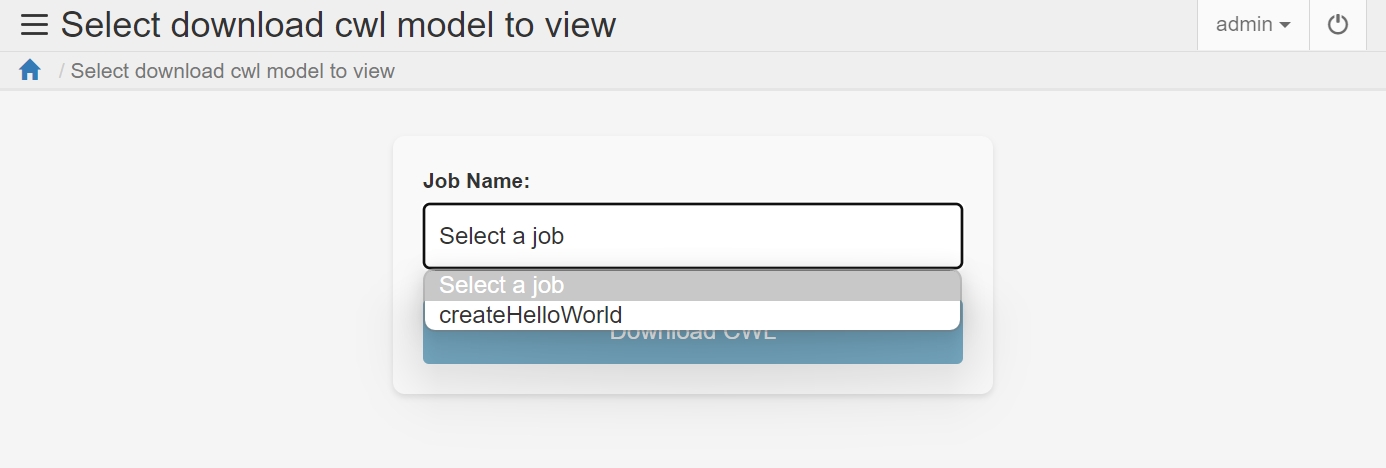 Select download cwl model to view
admin
/ Select download cwl model to view
Job Name:
Select a job
Select a job
createHelloWorld
Download CWL